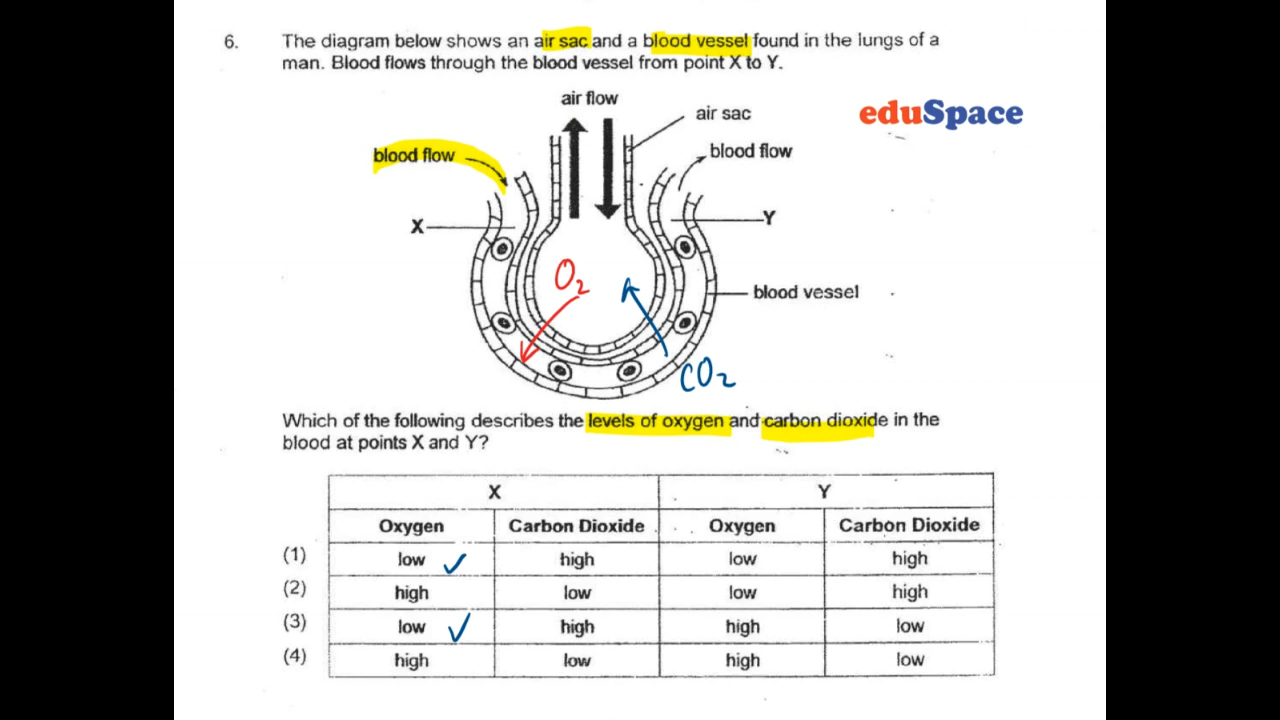 6. The diagram below shows an air sac and a blood vessel found in the lungs of a
man. Blood flows through the blood vessel from point X to Y.
eduSpace
air flow
air sac
blood flow
blood flow
X
Y
O₂
blood vessel
CO₂
Which of the following describes the levels of oxygen and carbon dioxide in the
blood at points X and Y?
X Y
Oxygen Carbon Dioxide Oxygen Carbon Dioxide
(1) low ✓ high low high
(2) high low low high
(3) low ✓ high high low
(4) high low high low